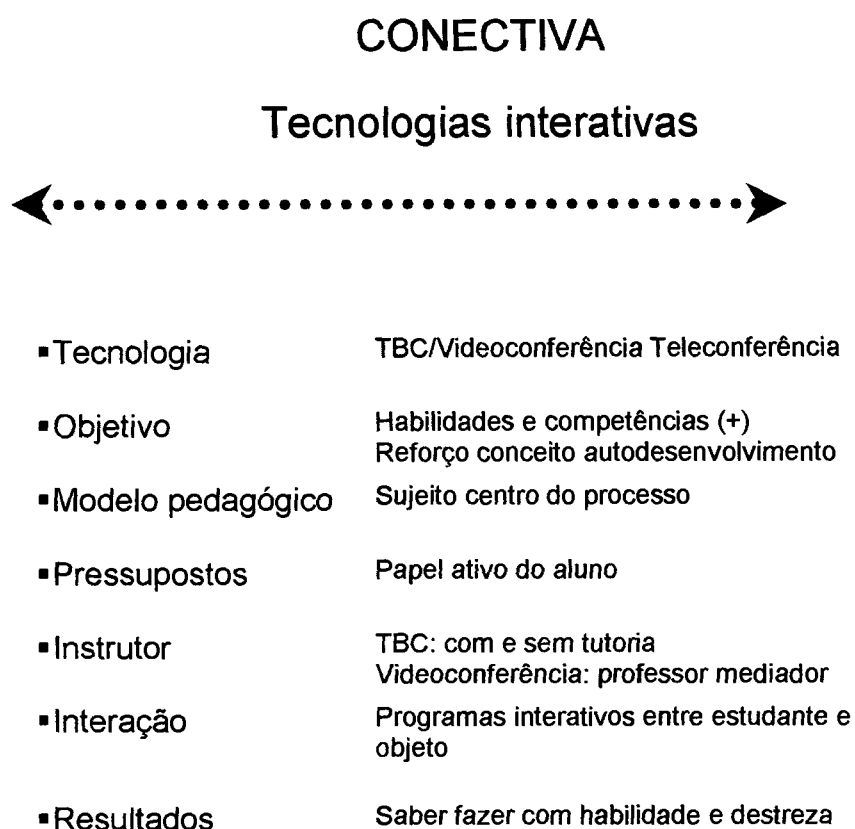 CONECTIVA
Tecnologias interativas
▪Tecnologia TBC/Videoconferência Teleconferência
▪Objetivo Habilidades e competências (+)
Reforço conceito autodesenvolvimento
▪Modelo pedagógico Sujeito centro do processo
▪Pressupostos Papel ativo do aluno
▪Instrutor TBC: com e sem tutoria
Videoconferência: professor mediador
▪Interação Programas interativos entre estudante e
objeto
▪Resultados Saber fazer com habilidade e destreza